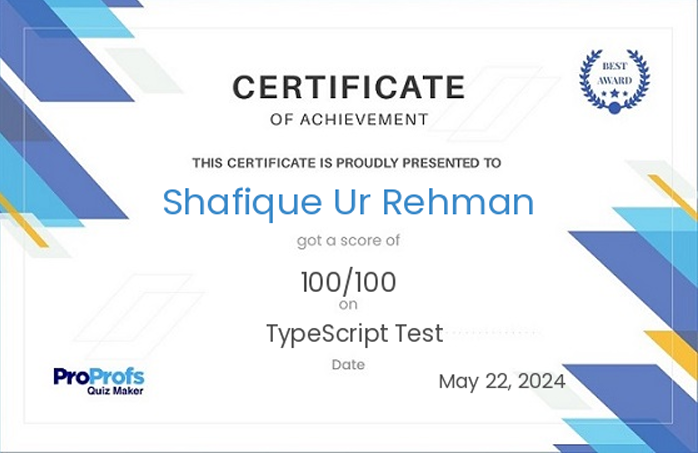 BEST
AWARD
CERTIFICATE
OF ACHIEVEMENT
THIS CERTIFICATE IS PROUDLY PRESENTED TO
Shafique Ur Rehman
got a score of
100/100
on
TypeScript Test
Date
May 22, 2024
ProProfs
Quiz Maker